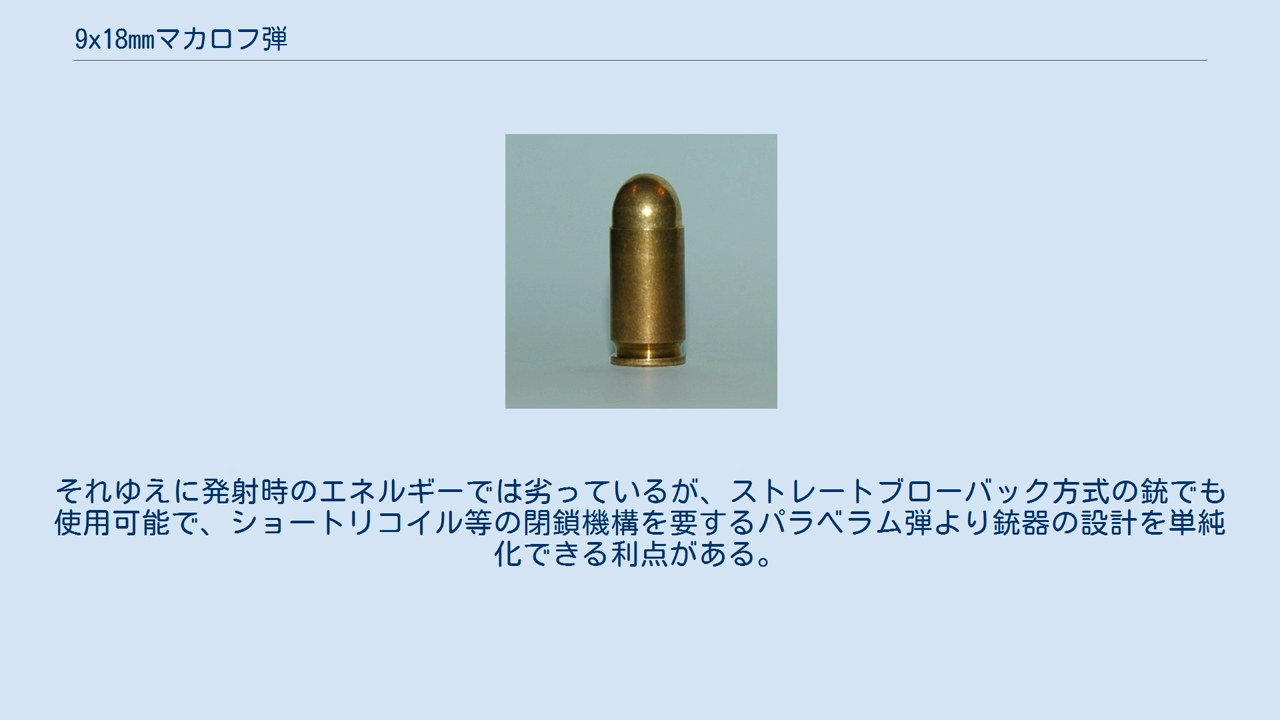 9x18mmマカロフ弾
それゆえに発射時のエネルギーでは劣っているが、ストレートブローバック方式の銃でも
使用可能で、ショートリコイル等の閉鎖機構を要するパラベラム弾より銃器の設計を単純
化できる利点がある。